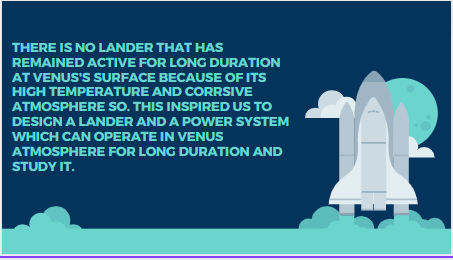 THERE IS NO LANDER THAT HAS
REMAINED ACTIVE FOR LONG DURATION
AT VENUS'S SURFACE BECAUSE OF ITS
HIGH TEMPERATURE AND CORRSIVE
ATMOSPHERE SO. THIS INSPIRED US TO
DESIGN A LANDER AND A POWER SYSTEM
WHICH CAN OPERATE IN VENUS
ATMOSPHERE FOR LONG DURATION AND
STUDY IT.